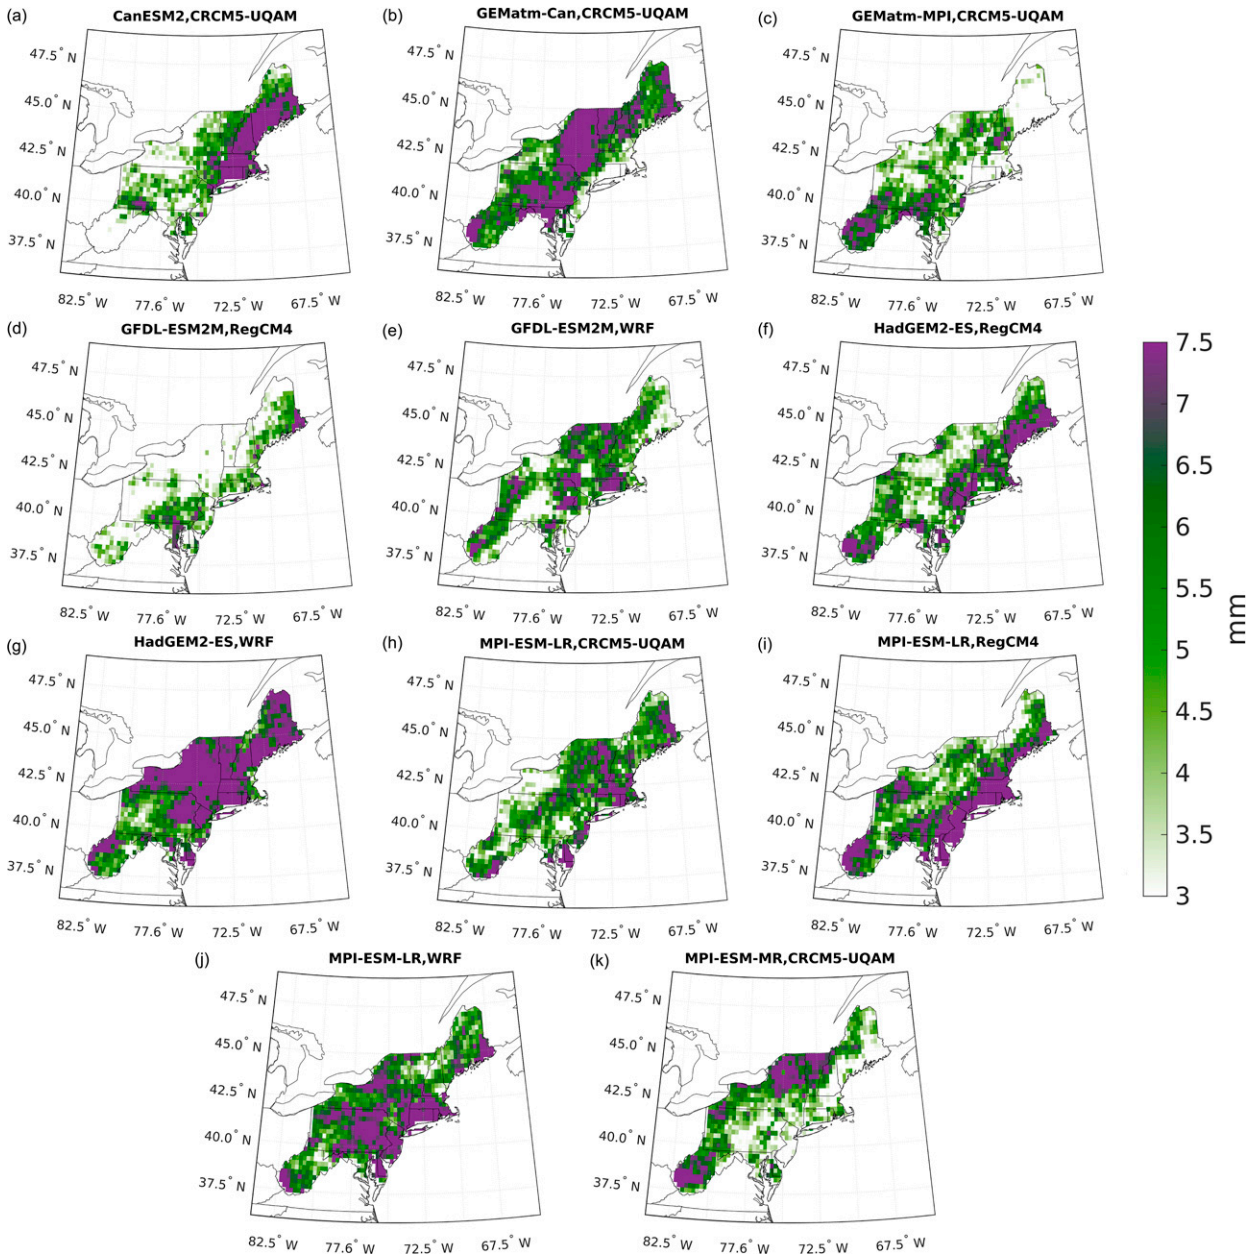 (a) CanESM2,CRCM5-UQAM
47.5° N
45.0° N
42.5° N
40.0° N
37.5° N
82.5° W 77.6° W 72.5° W 67.5° W
(b) GEMatm-Can,CRCM5-UQAM
47.5° N
45.0° N
42.5° N
40.0° N
37.5° N
82.5° W 77.6° W 72.5° W 67.5° W
(c) GEMatm-MPI,CRCM5-UQAM
47.5° N
45.0° N
42.5° N
40.0° N
37.5° N
82.5° W 77.6° W 72.5° W 67.5° W
(d) GFDL-ESM2M,RegCM4
47.5° N
45.0° N
42.5° N
40.0° N
37.5° N
82.5° W 77.6° W 72.5° W 67.5° W
(e) GFDL-ESM2M,WRF
47.5° N
45.0° N
42.5° N
40.0° N
37.5° N
82.5° W 77.6° W 72.5° W 67.5° W
(f) HadGEM2-ES,RegCM4
47.5° N
45.0° N
42.5° N
40.0° N
37.5° N
82.5° W 77.6° W 72.5° W 67.5° W
(g) HadGEM2-ES,WRF
47.5° N
45.0° N
42.5° N
40.0° N
37.5° N
82.5° W 77.6° W 72.5° W 67.5° W
(h) MPI-ESM-LR,CRCM5-UQAM
47.5° N
45.0° N
42.5° N
40.0° N
37.5° N
82.5° W 77.6° W 72.5° W 67.5° W
(i) MPI-ESM-LR,RegCM4
47.5° N
45.0° N
42.5° N
40.0° N
37.5° N
82.5° W 77.6° W 72.5° W 67.5° W
(j) MPI-ESM-LR,WRF
47.5° N
45.0° N
42.5° N
40.0° N
37.5° N
82.5° W 77.6° W 72.5° W 67.5° W
(k) MPI-ESM-MR,CRCM5-UQAM
47.5° N
45.0° N
42.5° N
40.0° N
37.5° N
82.5° W 77.6° W 72.5° W 67.5° W
7.5
7
6.5
6
5.5
5
4.5
4
3.5
3
mm